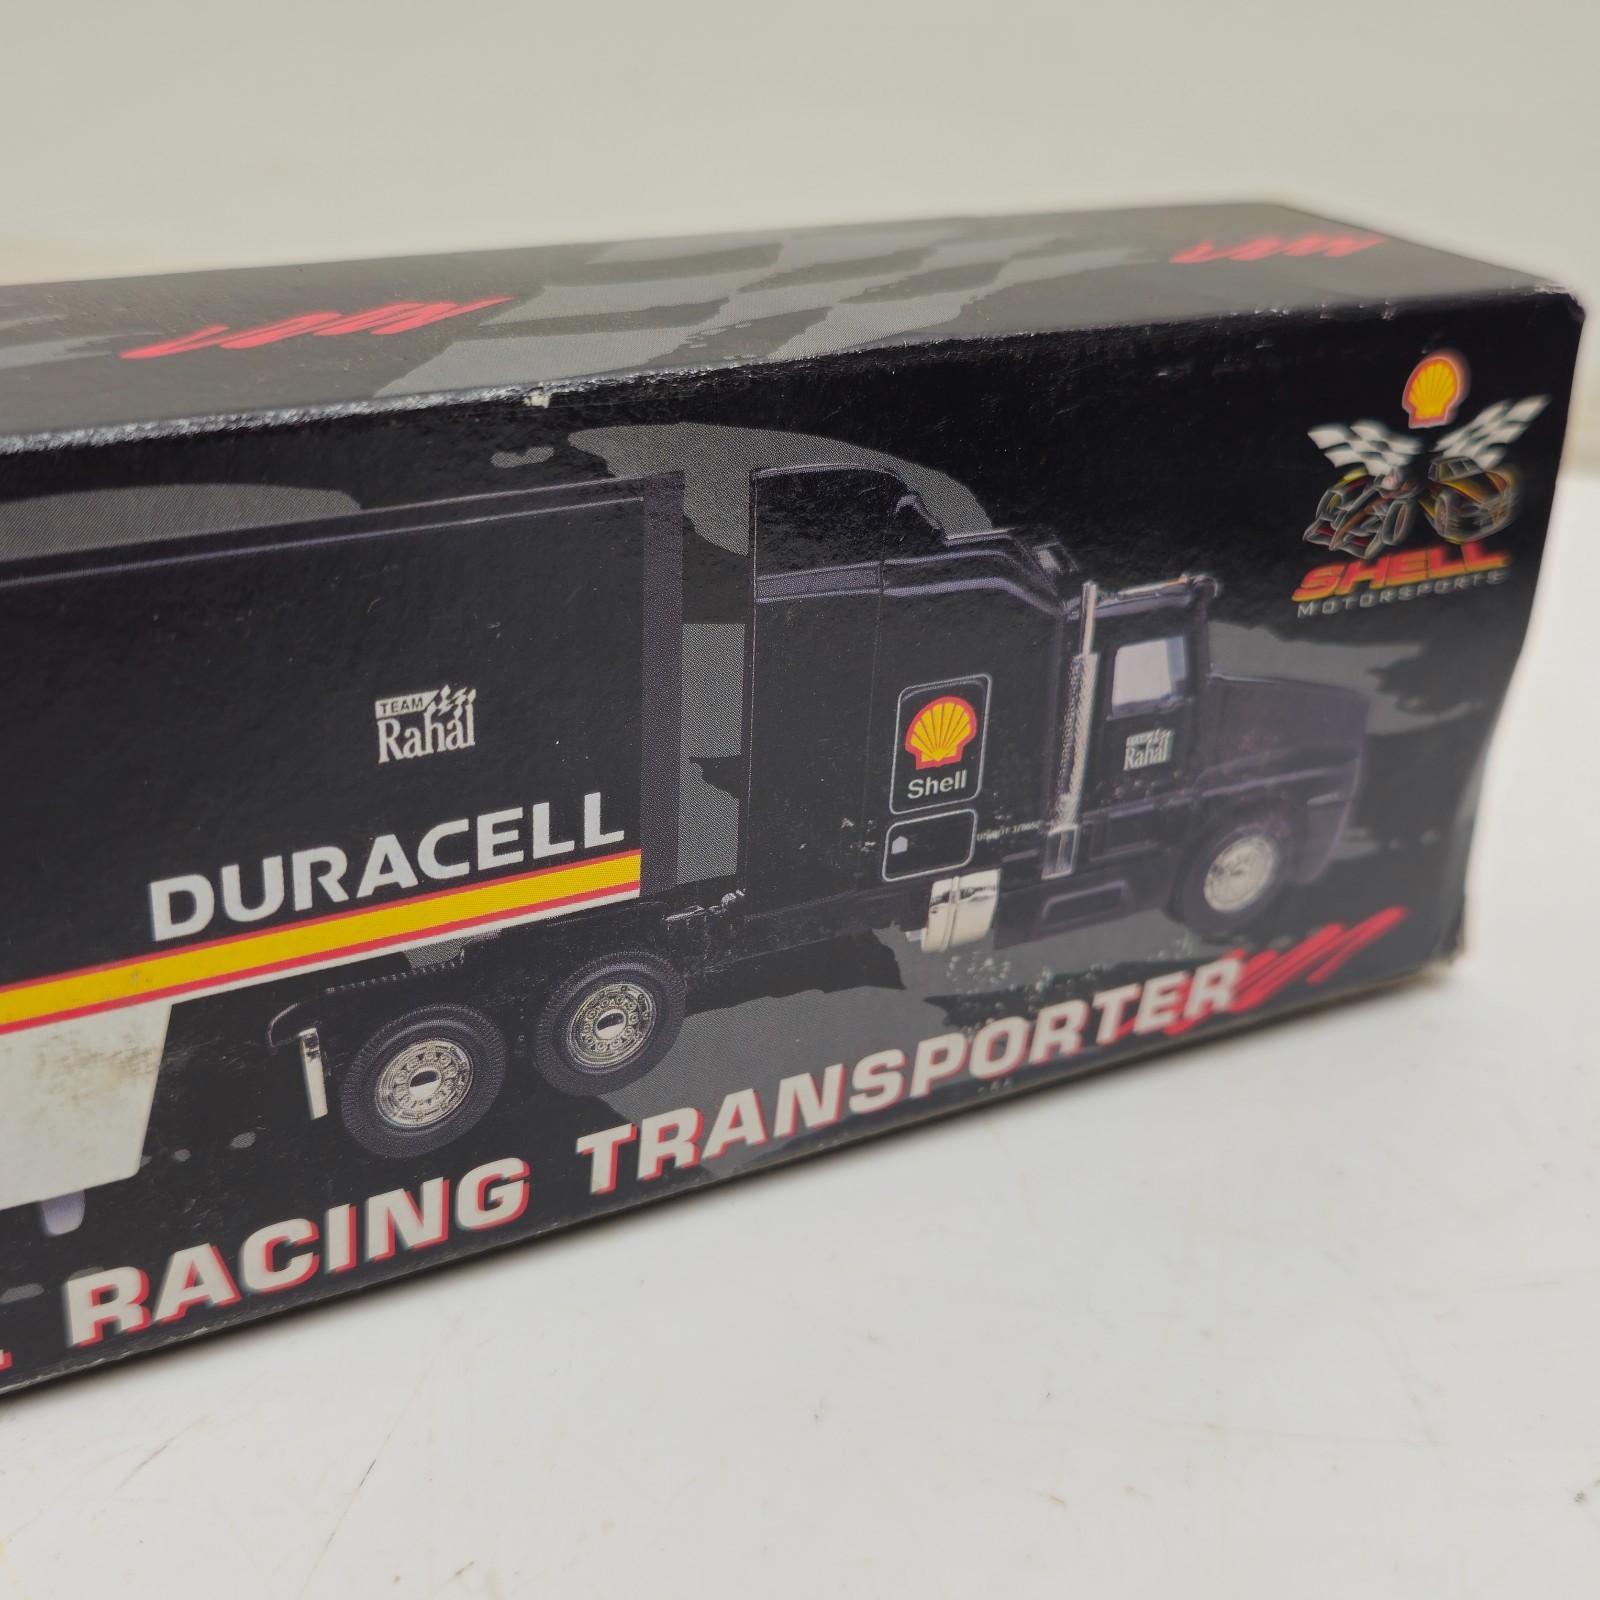 SHELL
MOTORSPORTS
TEAM
Rahal
Shell
Rahal
DURACELL
RACING TRANSPORTER